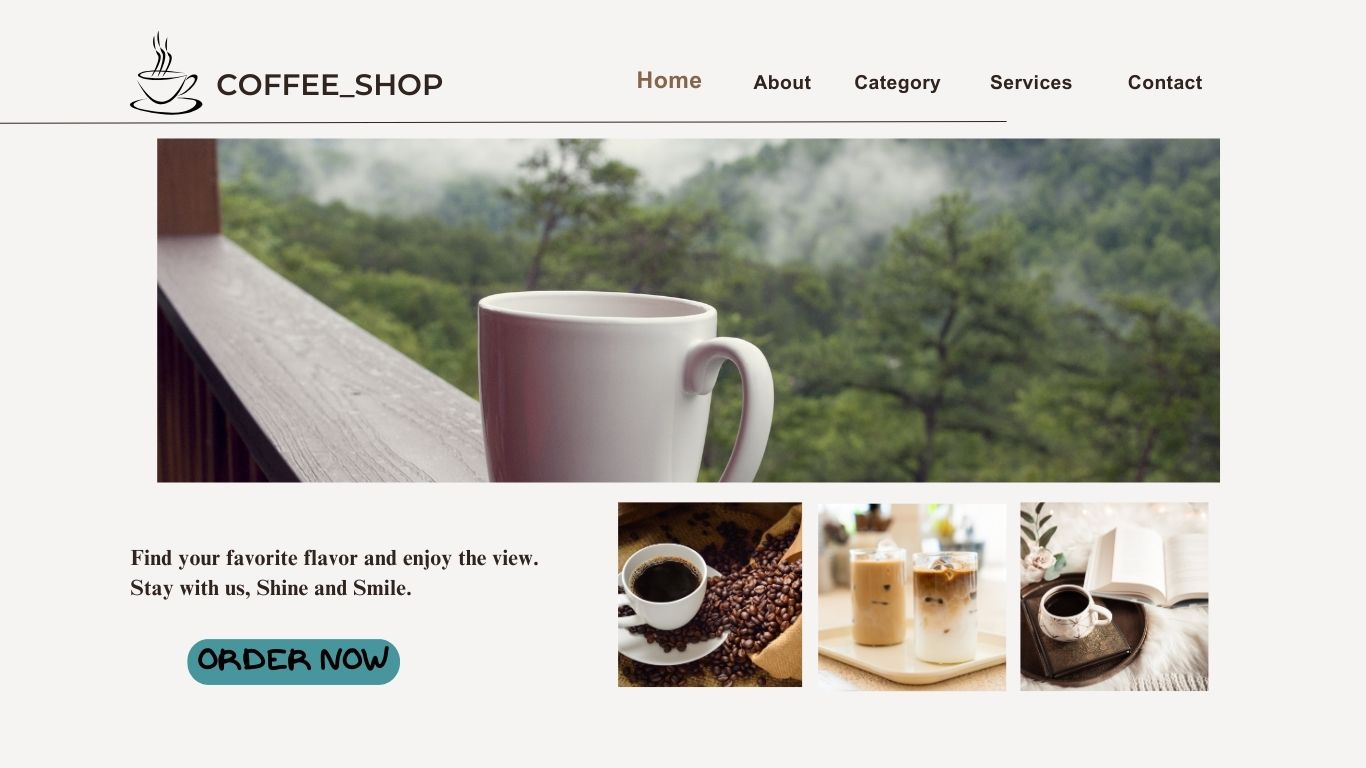 COFFEE_SHOP
Home About Category Services Contact
Find your favorite flavor and enjoy the view.
Stay with us, Shine and Smile.
ORDER NOW